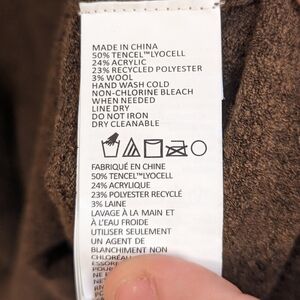 MADE IN CHINA
50% TENCEL™LYOCELL
24% ACRYLIC
23% RECYCLED POLYESTER
3% WOOL
HAND WASH COLD
NON-CHLORINE BLEACH
WHEN NEEDED
LINE DRY
DO NOT IRON
DRY CLEANABLE
FABRIQUÉ EN CHINE
50% TENCEL™LYOCELL
24% ACRYLIQUE
23% POLYESTER RECYCLÉ
3% LAINE
LAVAGE À LA MAIN ET
À L'EAU FROIDE
UTILISER SEULEMENT
UN AGENT DE
BLANCHIMENT NON